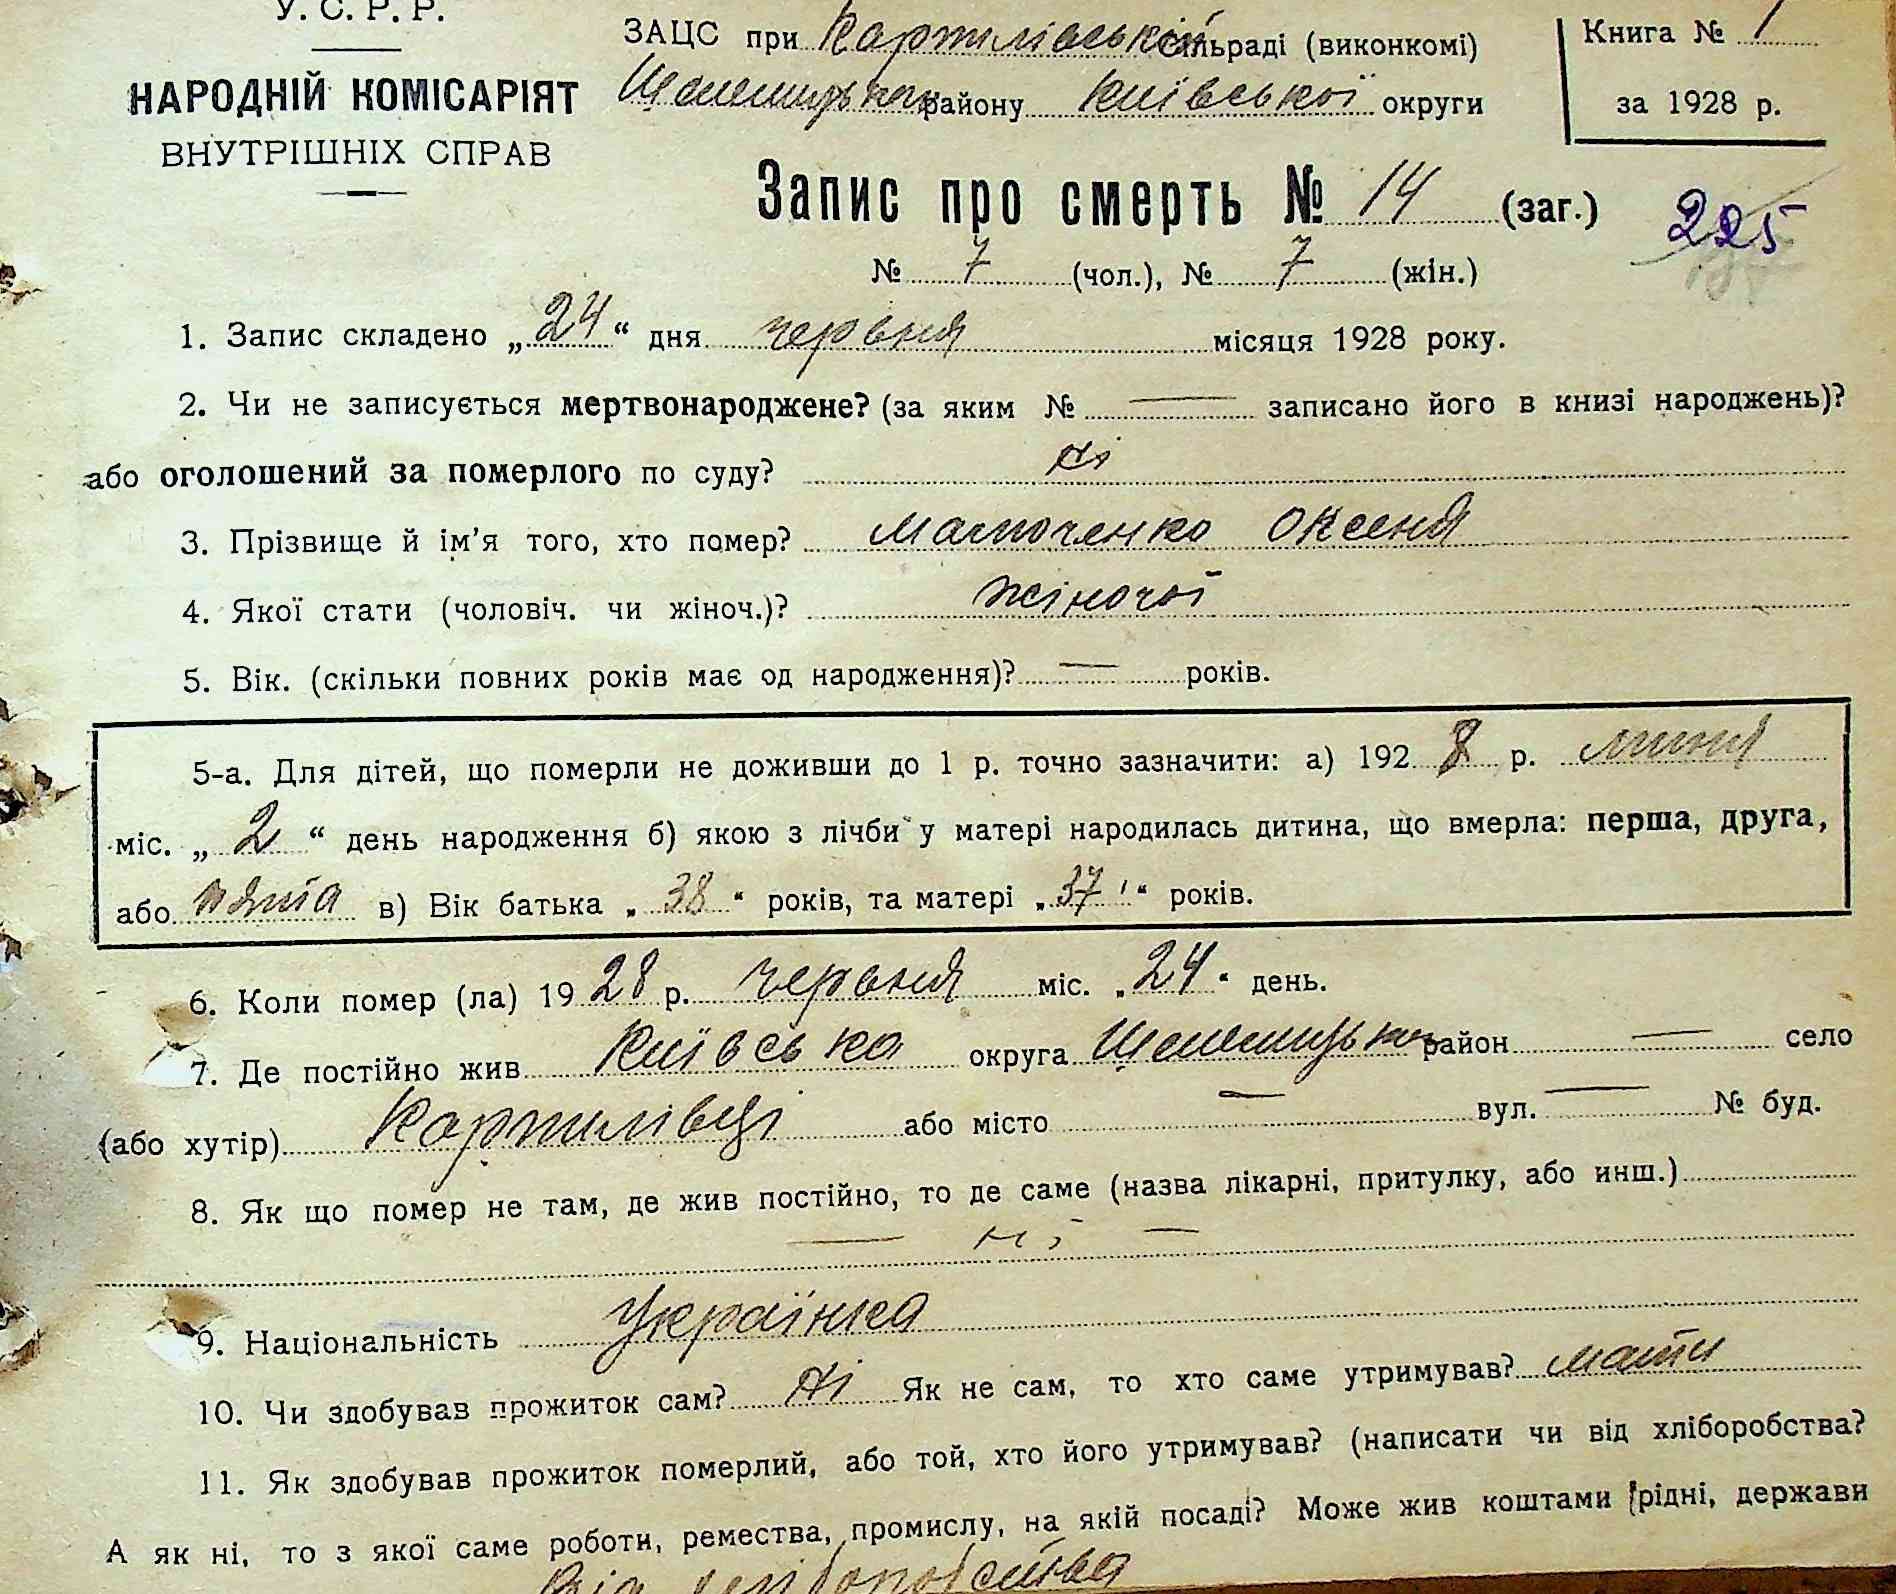 У. С. Р. Р.
НАРОДНІЙ КОМІСАРІЯТ
ВНУТРІШНІХ СПРАВ
ЗАЦС при Каратилівській сільраді (виконкомі)
району Київської округи
Книга № 1
за 1928 р.
Запис про смерть № 14 (заг.)
225
№ 7 (чол.), № 7 (жін.)
1. Запис складено „ 24 “ дня червня місяця 1928 року.
2. Чи не записується мертвонароджене? (за яким № — записано його в книзі народжень)?
або оголошений за померлого по суду? Ні
3. Прізвище й ім'я того, хто помер? Оксеня
4. Якої стати (чоловіч. чи жіноч.)? жіночої
5. Вік. (скільки повних років має од народження)? — років.
5-а. Для дітей, що померли не доживши до 1 р. точно зазначити: а) 192 8 р.
міс. „ 2 “ день народження б) якою з лічби у матері народилась дитина, що вмерла: перша, друга,
або пята в) Вік батька „ 38 “ років, та матері „ 37 “ років.
6. Коли помер (ла) 19 28 р. червня міс. „ 24 “ день.
7. Де постійно жив Київська округа район — село
(або хутір) або місто — вул. — № буд.
8. Як що помер не там, де жив постійно, то де саме (назва лікарні, притулку, або инш.)
— ні —
9. Національність Українка
10. Чи здобував прожиток сам? Ні Як не сам, то хто саме утримував? мати
11. Як здобував прожиток померлий, або той, хто його утримував? (написати чи від хліборобства?
А як ні, то з якої саме роботи, ремества, промислу, на якій посаді? Може жив коштами рідні, держави
Від хліборобства